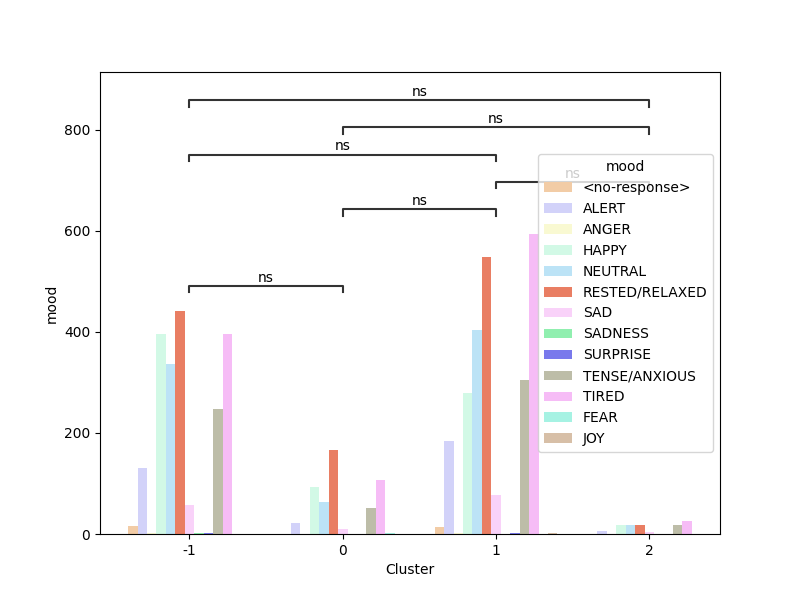 ns
ns
ns
ns
ns
ns
mood
<no-response>
ALERT
ANGER
HAPPY
NEUTRAL
RESTED/RELAXED
SAD
SADNESS
SURPRISE
TENSE/ANXIOUS
TIRED
FEAR
JOY
800
600
400
200
0
mood
-1 0 1 2
Cluster